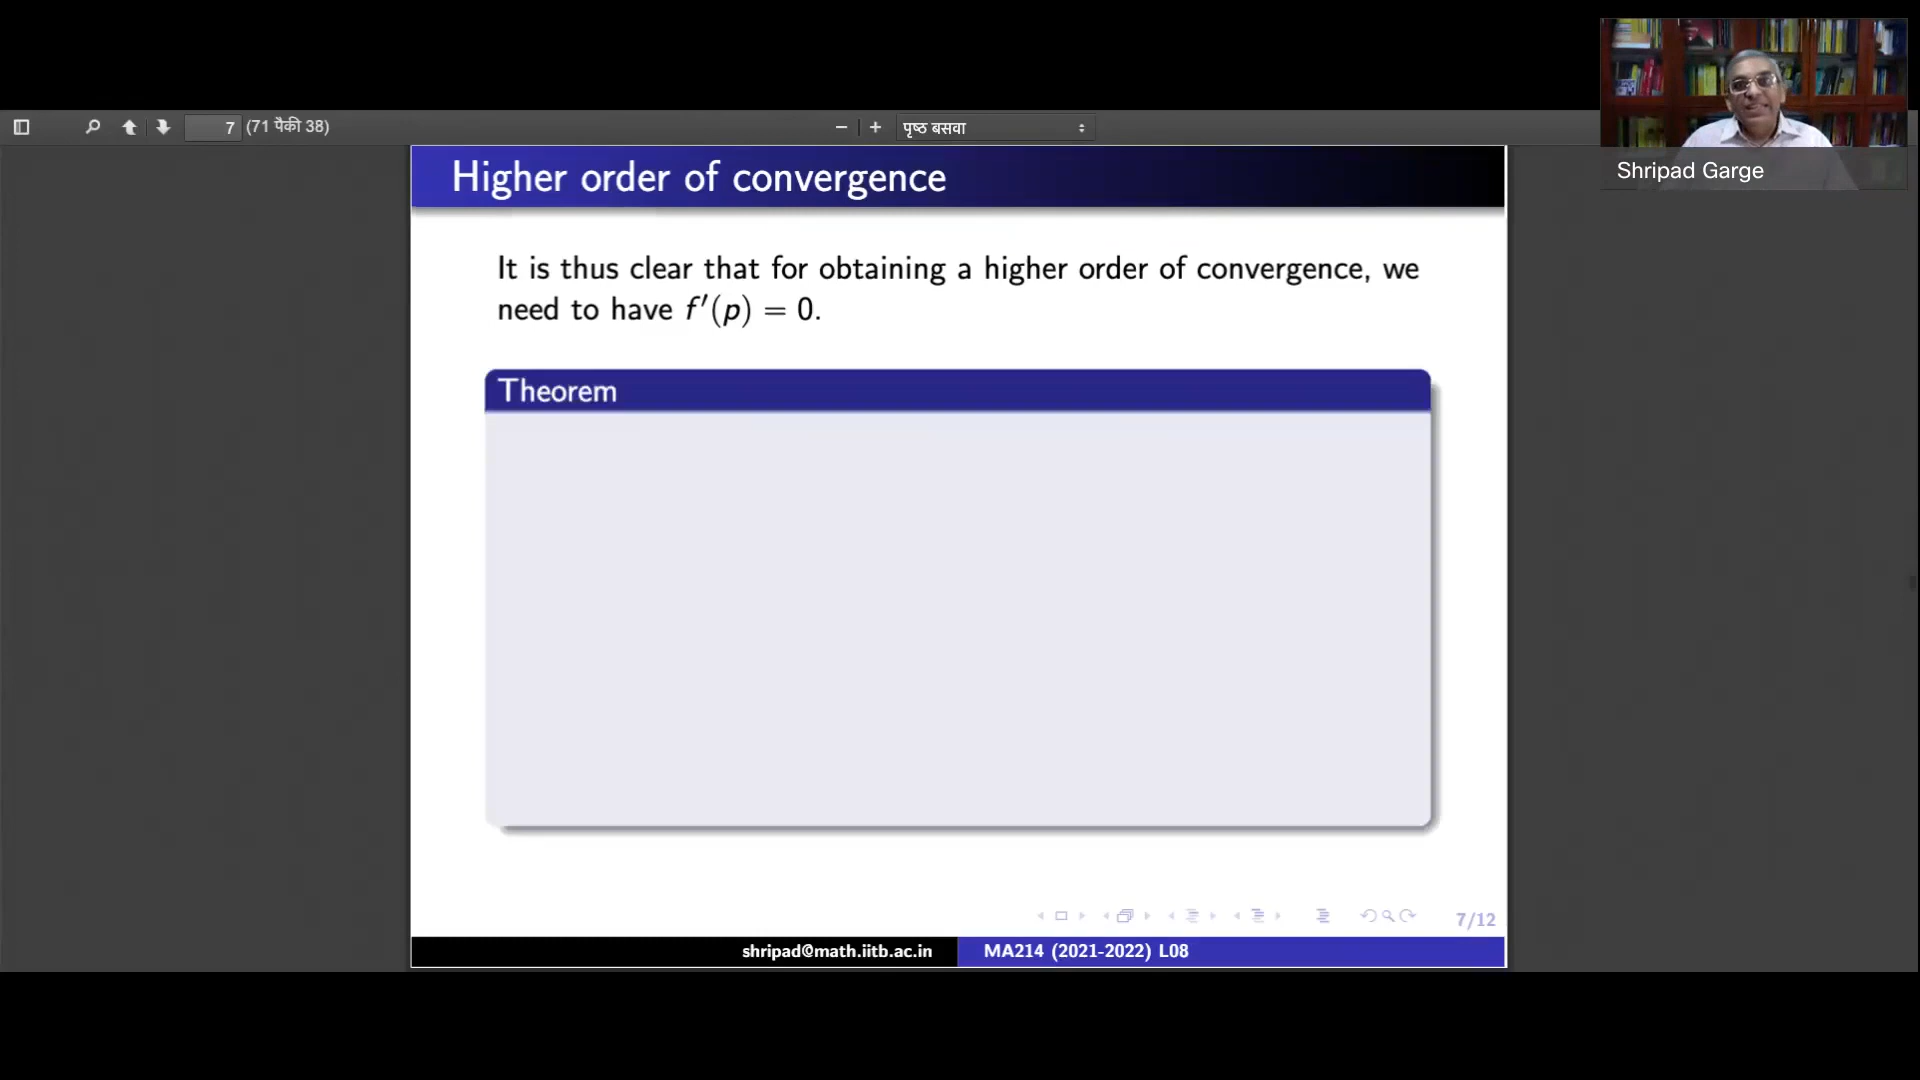 7 (71 पैकी 38)
पृष्ठ बसवा
Shripad Garge
Higher order of convergence
It is thus clear that for obtaining a higher order of convergence, we
need to have f′(p) = 0.
Theorem
7/12
shripad@math.iitb.ac.in MA214 (2021-2022) L08